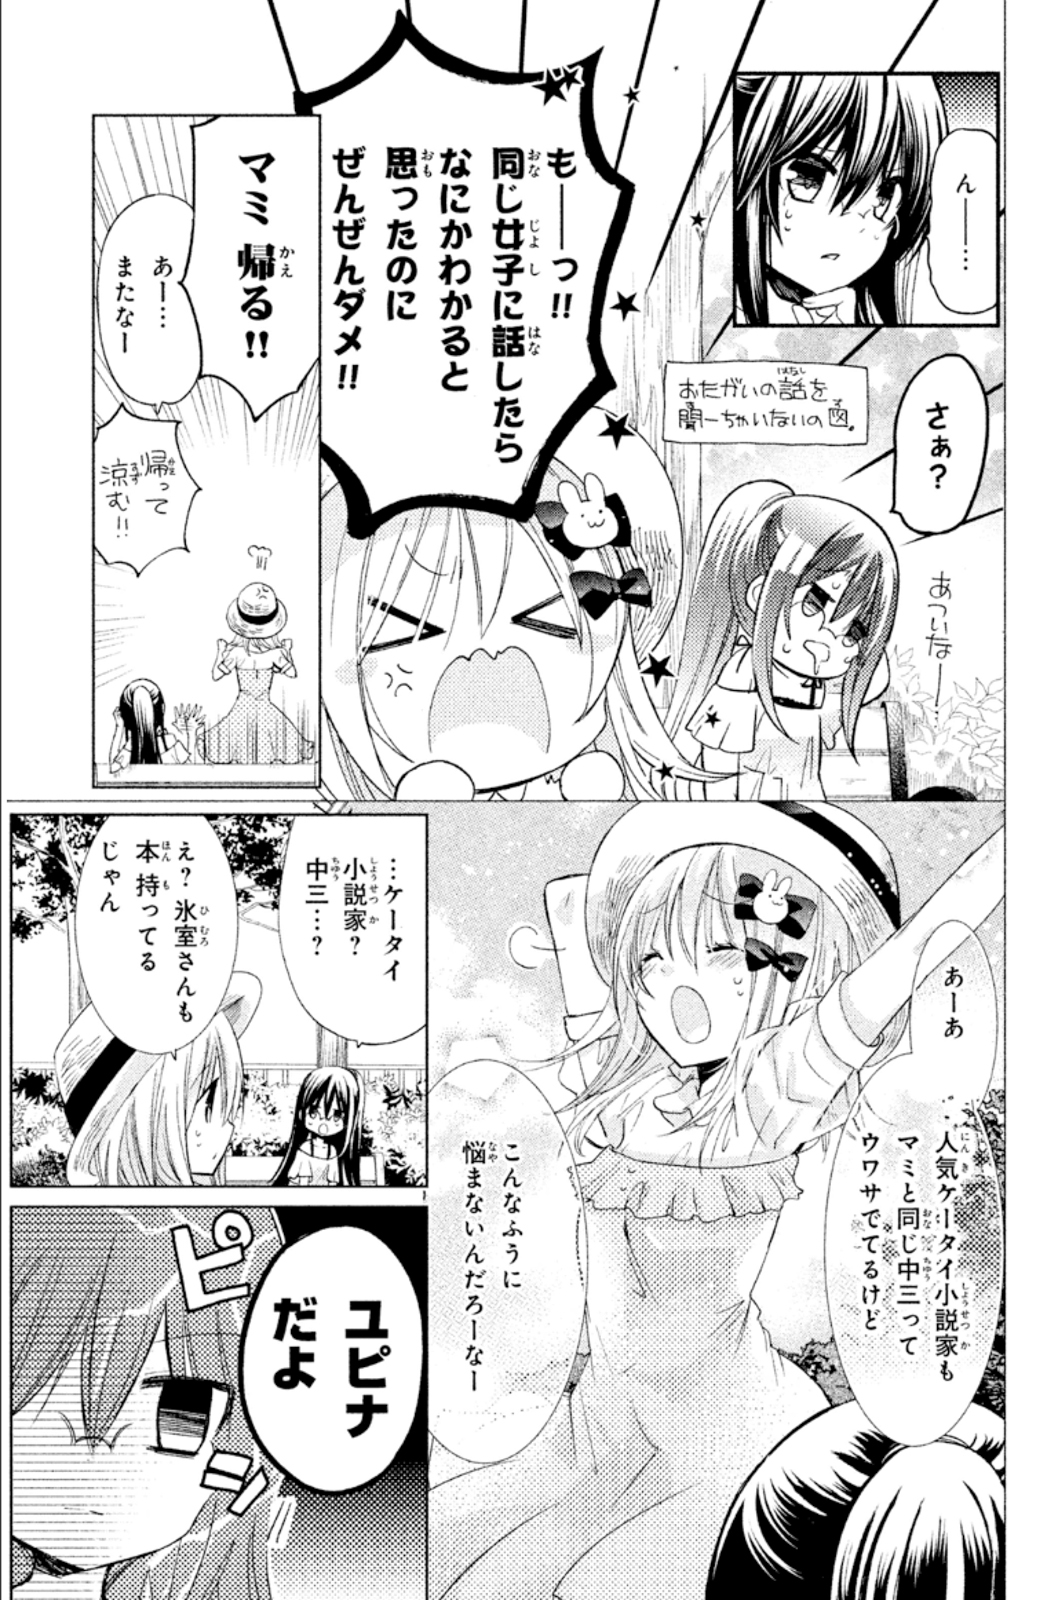 ん――…
さぁ？
おたがいの話を
聞ーちゃいないの図。
あついなー…
もーーっ!!
同じ女子に話したら
なにかわかると
思ったのに
ぜんぜんダメ!!
マミ 帰る!!
あー…
またなー
帰って
涼む!!
あーあ
人気ケータイ小説家も
マミと同じ中三って
ウワサでてるけど
こんなふうに
悩まないんだろーなー
…ケータイ
小説家？
中三…？
え？ 氷室さんも
本 持ってる
じゃん
ユピナ
だよ
ピシッ